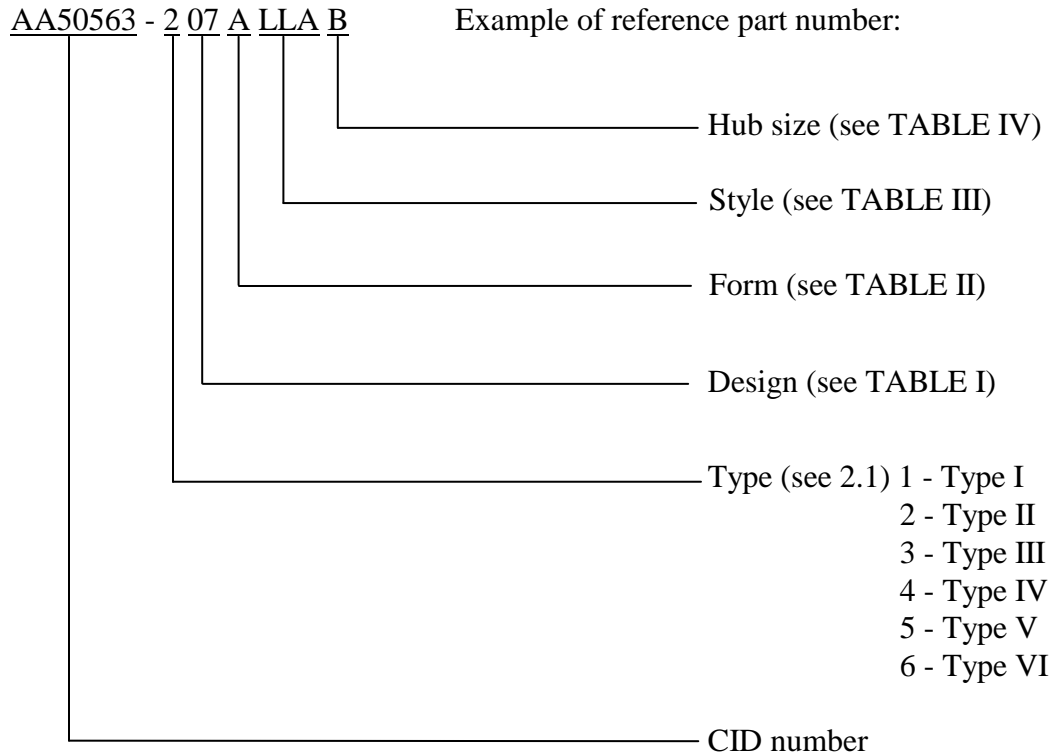 AA50563 - 2 07 A LLA B Example of reference part number:
Hub size (see TABLE IV)
Style (see TABLE III)
Form (see TABLE II)
Design (see TABLE I)
Type (see 2.1) 1 - Type I
2 - Type II
3 - Type III
4 - Type IV
5 - Type V
6 - Type VI
CID number